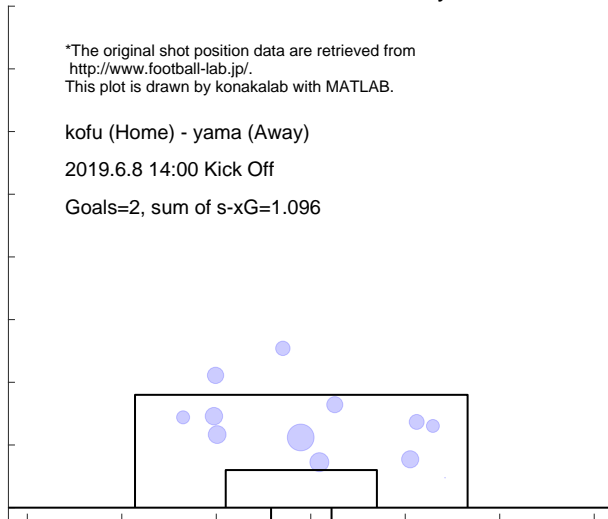 *The original shot position data are retrieved from
http://www.football-lab.jp/.
This plot is drawn by konakalab with MATLAB.
kofu (Home) - yama (Away)
2019.6.8 14:00 Kick Off
Goals=2, sum of s-xG=1.096